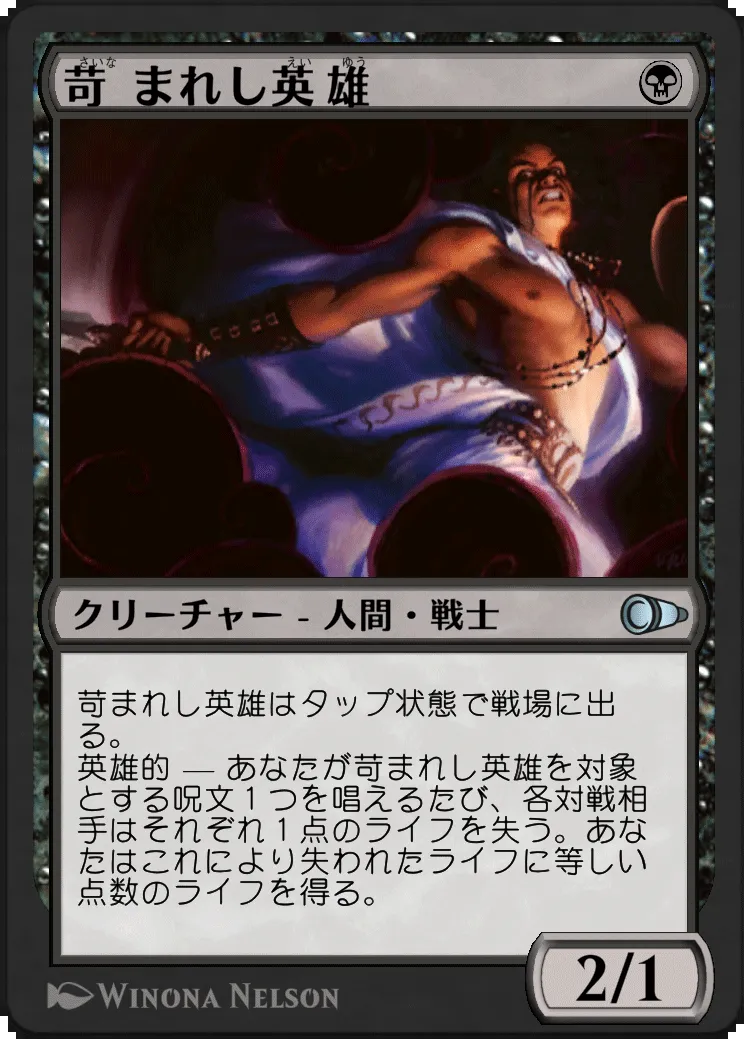 苛まれし英雄
クリーチャー - 人間・戦士
苛まれし英雄はタップ状態で戦場に出
る。
英雄的 — あなたが苛まれし英雄を対象
とする呪文１つを唱えるたび、各対戦相
手はそれぞれ１点のライフを失う。あな
たはこれにより失われたライフに等しい
点数のライフを得る。
2/1
WINONA NELSON